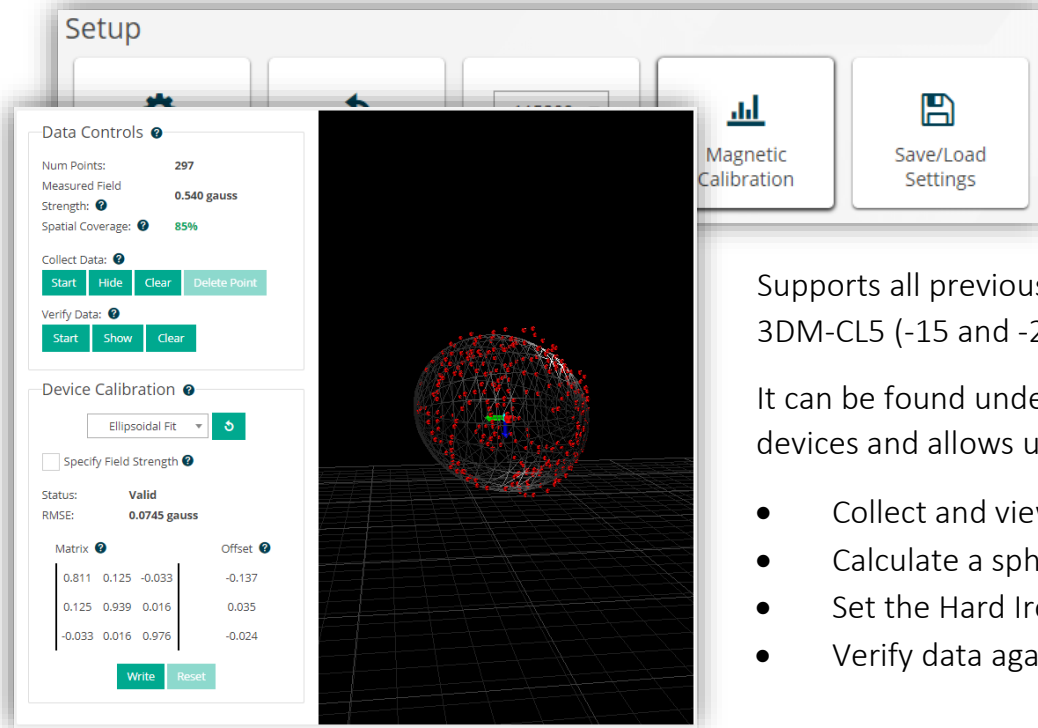 Setup
Magnetic
Calibration
Save/Load
Settings
Data Controls
Num Points: 297
Measured Field
Strength: 0.540 gauss
Spatial Coverage: 85%
Collect Data:
Start Hide Clear Delete Point
Verify Data:
Start Show Clear
Device Calibration
Ellipsoidal Fit
Specify Field Strength
Status: Valid
RMSE: 0.0745 gauss
Matrix Offset
0.811 0.125 -0.033 -0.137
0.125 0.939 0.016 0.035
-0.033 0.016 0.976 -0.024
Write Reset
Supports all previous
3DM-CL5 (-15 and -2
It can be found unde
devices and allows u
• Collect and view
• Calculate a sph
• Set the Hard Iro
• Verify data aga